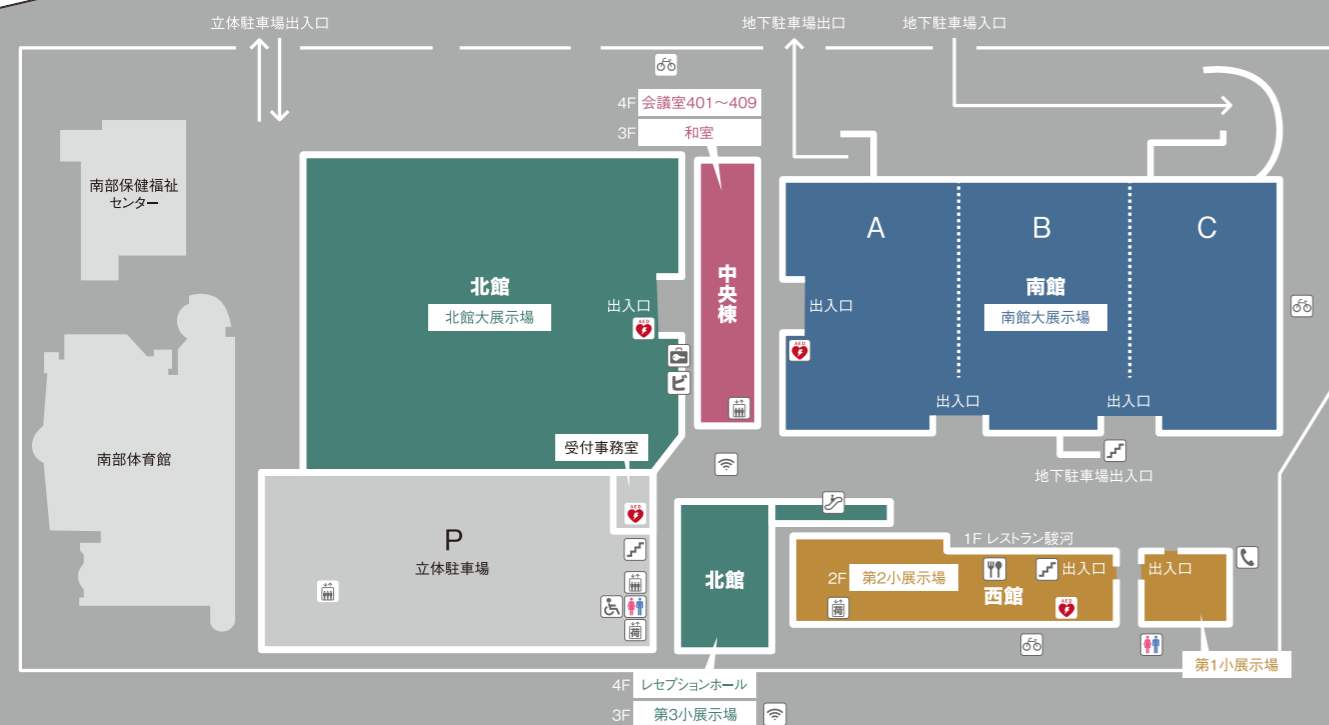 立体駐車場出入口
地下駐車場出口
地下駐車場入口
4F 会議室401～409
3F 和室
南部保健福祉
センター
A
B
C
中央棟
北館
北館大展示場
出入口
AED
出入口
AED
南館
南館大展示場
ビ
出入口
出入口
受付事務室
南部体育館
地下駐車場出入口
AED
P
立体駐車場
荷
北館
1F レストラン駿河
2F 第2小展示場
出入口
出入口
西館
荷
AED
第1小展示場
4F レセプションホール
3F 第3小展示場